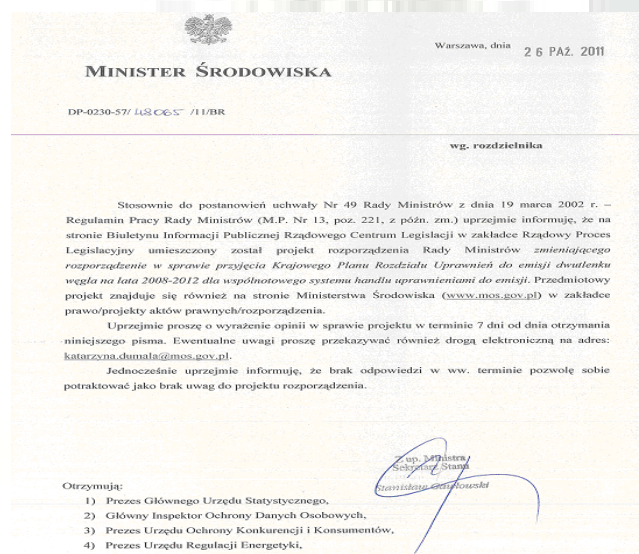 Warszawa, dnia 26 PAŹ. 2011
MINISTER ŚRODOWISKA
DP-0230-57/48065/11/BR
wg. rozdzielnika
Stosownie do postanowień uchwały Nr 49 Rady Ministrów z dnia 19 marca 2002 r. –
Regulamin Pracy Rady Ministrów (M.P. Nr 13, poz. 221, z późn. zm.) uprzejmie informuję, że na
stronie Biuletynu Informacji Publicznej Rządowego Centrum Legislacji w zakładce Rządowy Proces
Legislacyjny umieszczony został projekt rozporządzenia Rady Ministrów zmieniającego
rozporządzenie w sprawie przyjęcia Krajowego Planu Rozdziału Uprawnień do emisji dwutlenku
węgla na lata 2008-2012 dla wspólnotowego systemu handlu uprawnieniami do emisji. Przedmiotowy
projekt znajduje się również na stronie Ministerstwa Środowiska (www.mos.gov.pl) w zakładce
prawo/projekty aktów prawnych/rozporządzenia.
Uprzejmie proszę o wyrażenie opinii w sprawie projektu w terminie 7 dni od dnia otrzymania
niniejszego pisma. Ewentualne uwagi proszę przekazywać również drogą elektroniczną na adres:
katarzyna.dumala@mos.gov.pl.
Jednocześnie uprzejmie informuję, że brak odpowiedzi w ww. terminie pozwolę sobie
potraktować jako brak uwag do projektu rozporządzenia.
Z up. Ministra
Sekretarz Stanu
Stanisław Gawłowski
Otrzymują:
1) Prezes Głównego Urzędu Statystycznego,
2) Główny Inspektor Ochrony Danych Osobowych,
3) Prezes Urzędu Ochrony Konkurencji i Konsumentów,
4) Prezes Urzędu Regulacji Energetyki,